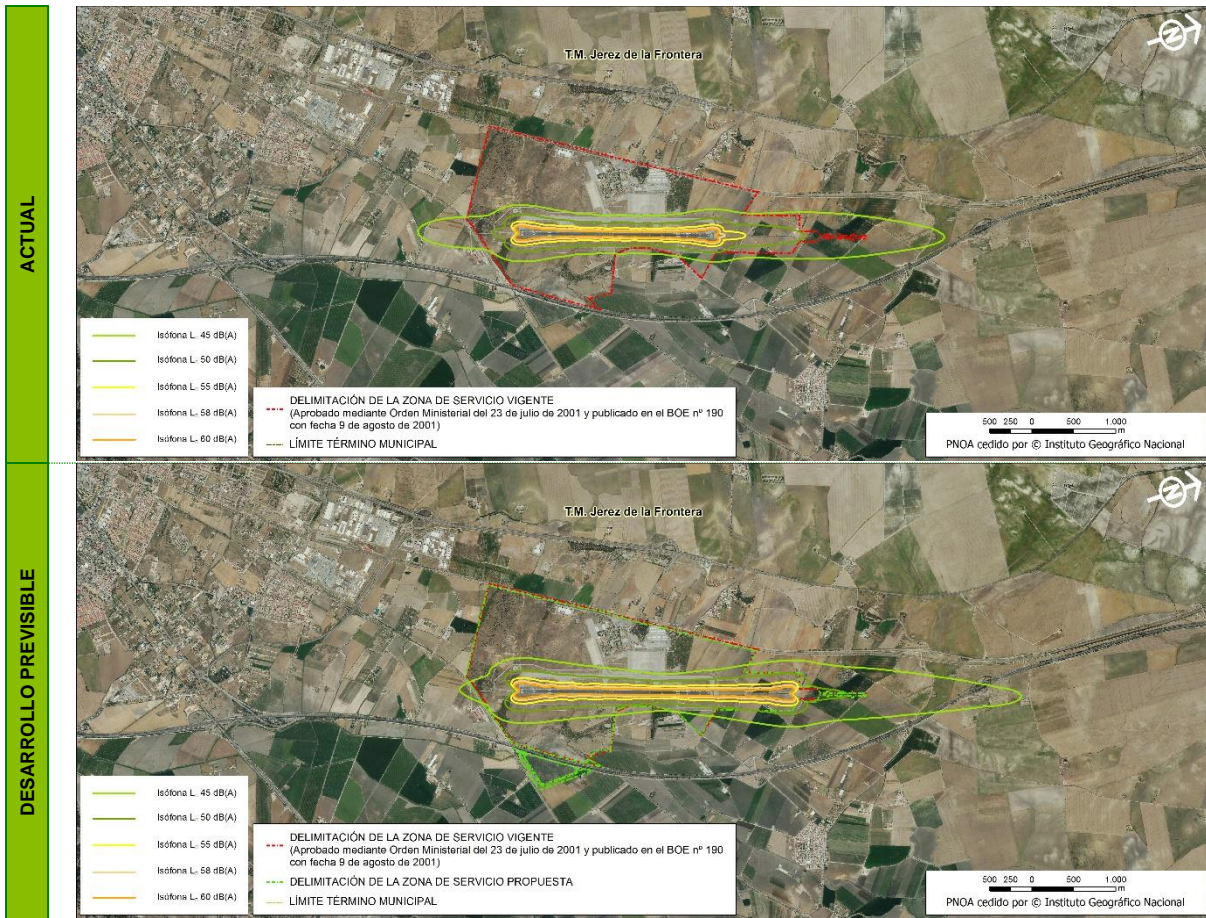 ACTUAL
T.M. Jerez de la Frontera
N
Isófona L. 45 dB(A)
Isófona L. 50 dB(A)
Isófona L. 55 dB(A)
Isófona L. 58 dB(A)
Isófona L. 60 dB(A)
DELIMITACIÓN DE LA ZONA DE SERVICIO VIGENTE
(Aprobado mediante Orden Ministerial del 23 de julio de 2001 y publicado en el BOE nº 190
con fecha 9 de agosto de 2001)
LÍMITE TÉRMINO MUNICIPAL
500 250 0 500 1.000
m
PNOA cedido por © Instituto Geográfico Nacional
DESARROLLO PREVISIBLE
T.M. Jerez de la Frontera
N
Isófona L. 45 dB(A)
Isófona L. 50 dB(A)
Isófona L. 55 dB(A)
Isófona L. 58 dB(A)
Isófona L. 60 dB(A)
DELIMITACIÓN DE LA ZONA DE SERVICIO VIGENTE
(Aprobado mediante Orden Ministerial del 23 de julio de 2001 y publicado en el BOE nº 190
con fecha 9 de agosto de 2001)
DELIMITACIÓN DE LA ZONA DE SERVICIO PROPUESTA
LÍMITE TÉRMINO MUNICIPAL
500 250 0 500 1.000
m
PNOA cedido por © Instituto Geográfico Nacional